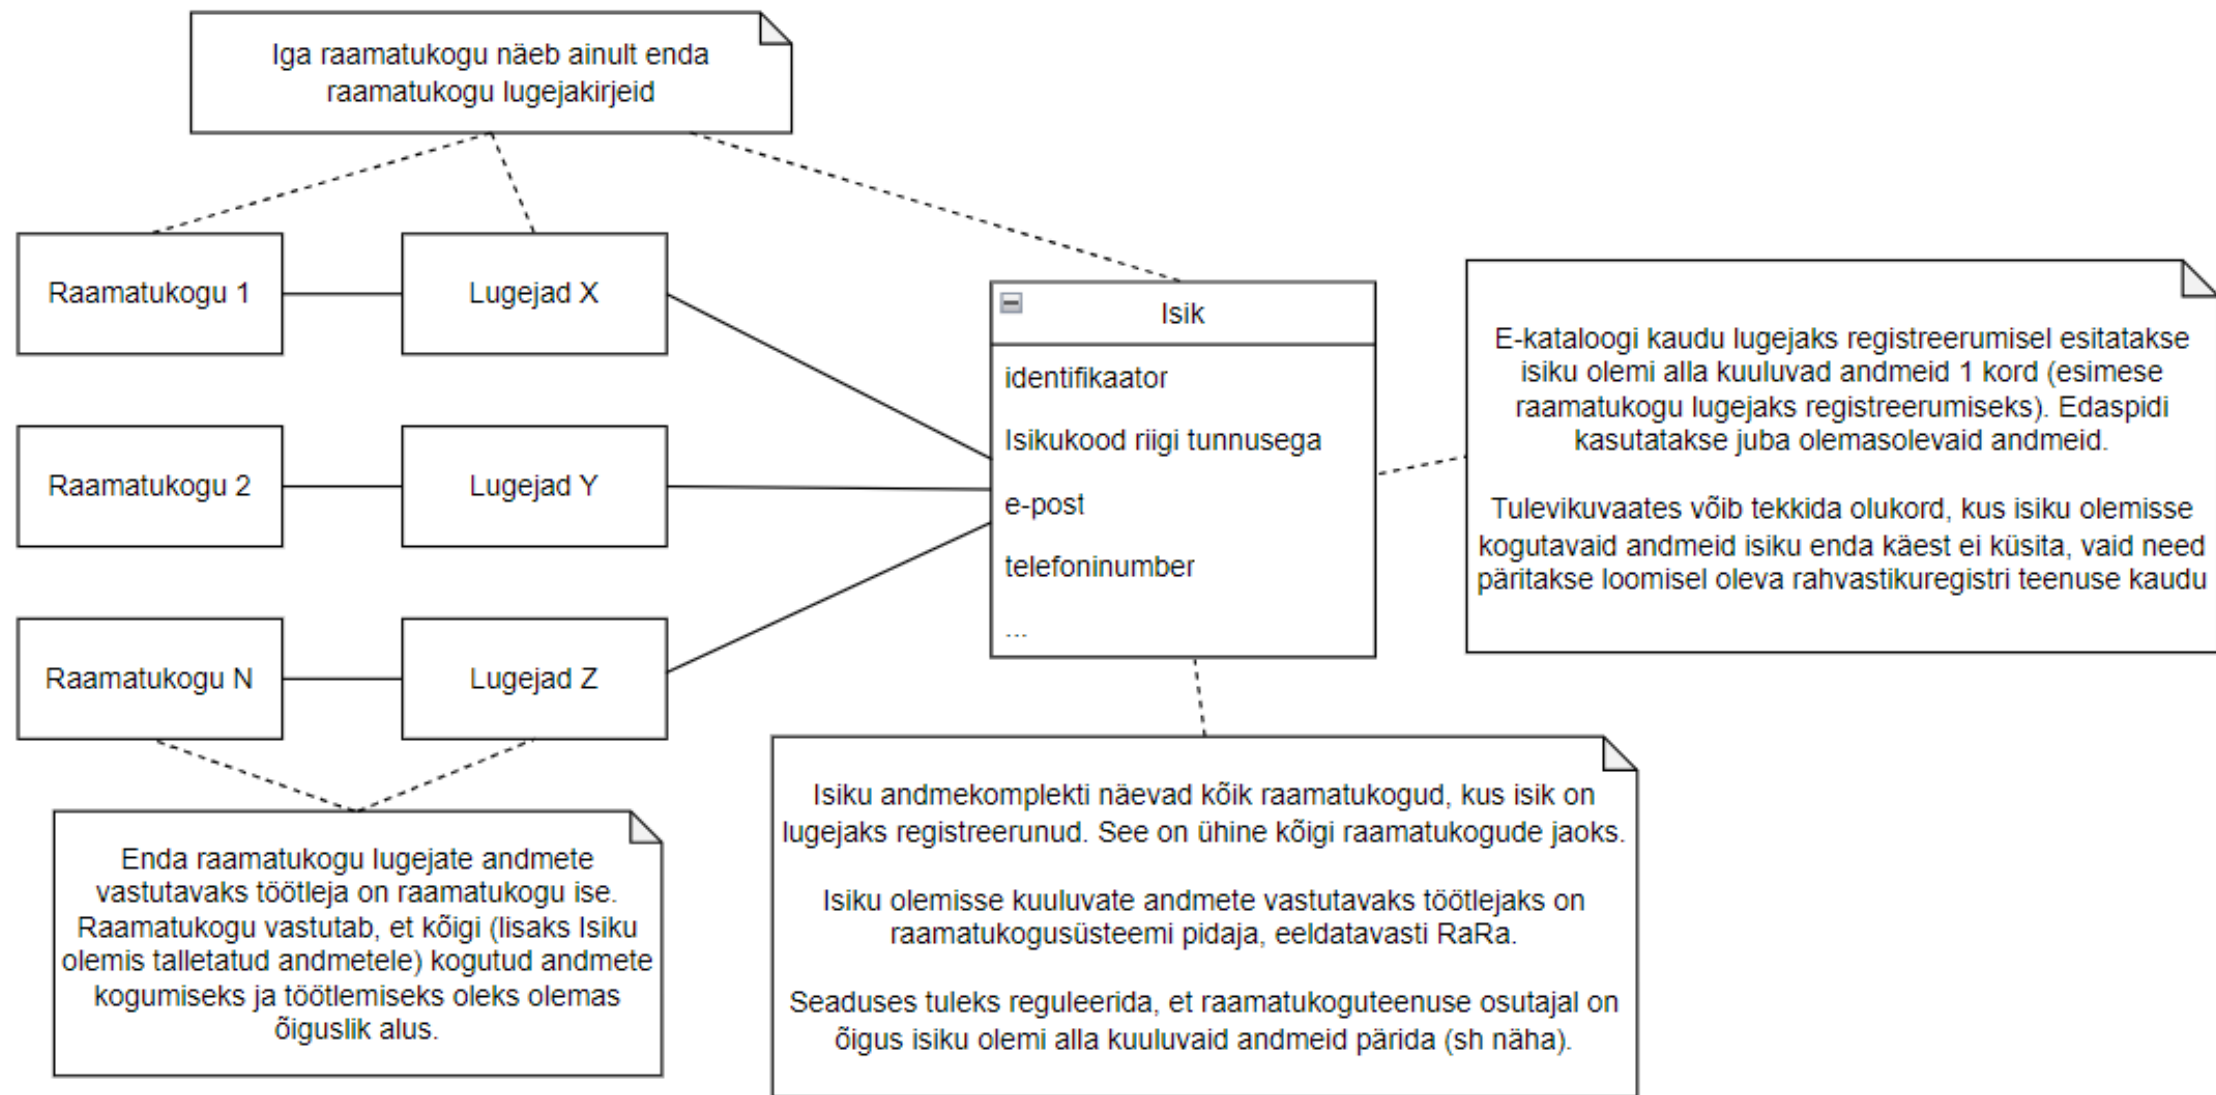 Iga raamatukogu näeb ainult enda
raamatukogu lugejakirjeid
Raamatukogu 1
Lugejad X
Raamatukogu 2
Lugejad Y
Raamatukogu N
Lugejad Z
Isik
identifikaator
Isikukood riigi tunnusega
e-post
telefoninumber
...
E-kataloogi kaudu lugejaks registreerumisel esitatakse
isiku olemi alla kuuluvad andmeid 1 kord (esimese
raamatukogu lugejaks registreerumiseks). Edaspidi
kasutatakse juba olemasolevaid andmeid.
Tulevikuvaates võib tekkida olukord, kus isiku olemisse
kogutavaid andmeid isiku enda käest ei küsita, vaid need
päritakse loomisel oleva rahvastikuregistri teenuse kaudu
Enda raamatukogu lugejate andmete
vastutavaks töötleja on raamatukogu ise.
Raamatukogu vastutab, et kõigi (lisaks Isiku
olemis talletatud andmetele) kogutud andmete
kogumiseks ja töötlemiseks oleks olemas
õiguslik alus.
Isiku andmekomplekti näevad kõik raamatukogud, kus isik on
lugejaks registreerunud. See on ühine kõigi raamatukogude jaoks.
Isiku olemisse kuuluvate andmete vastutavaks töötlejaks on
raamatukogusüsteemi pidaja, eeldatavasti RaRa.
Seaduses tuleks reguleerida, et raamatukoguteenuse osutajal on
õigus isiku olemi alla kuuluvaid andmeid pärida (sh näha).